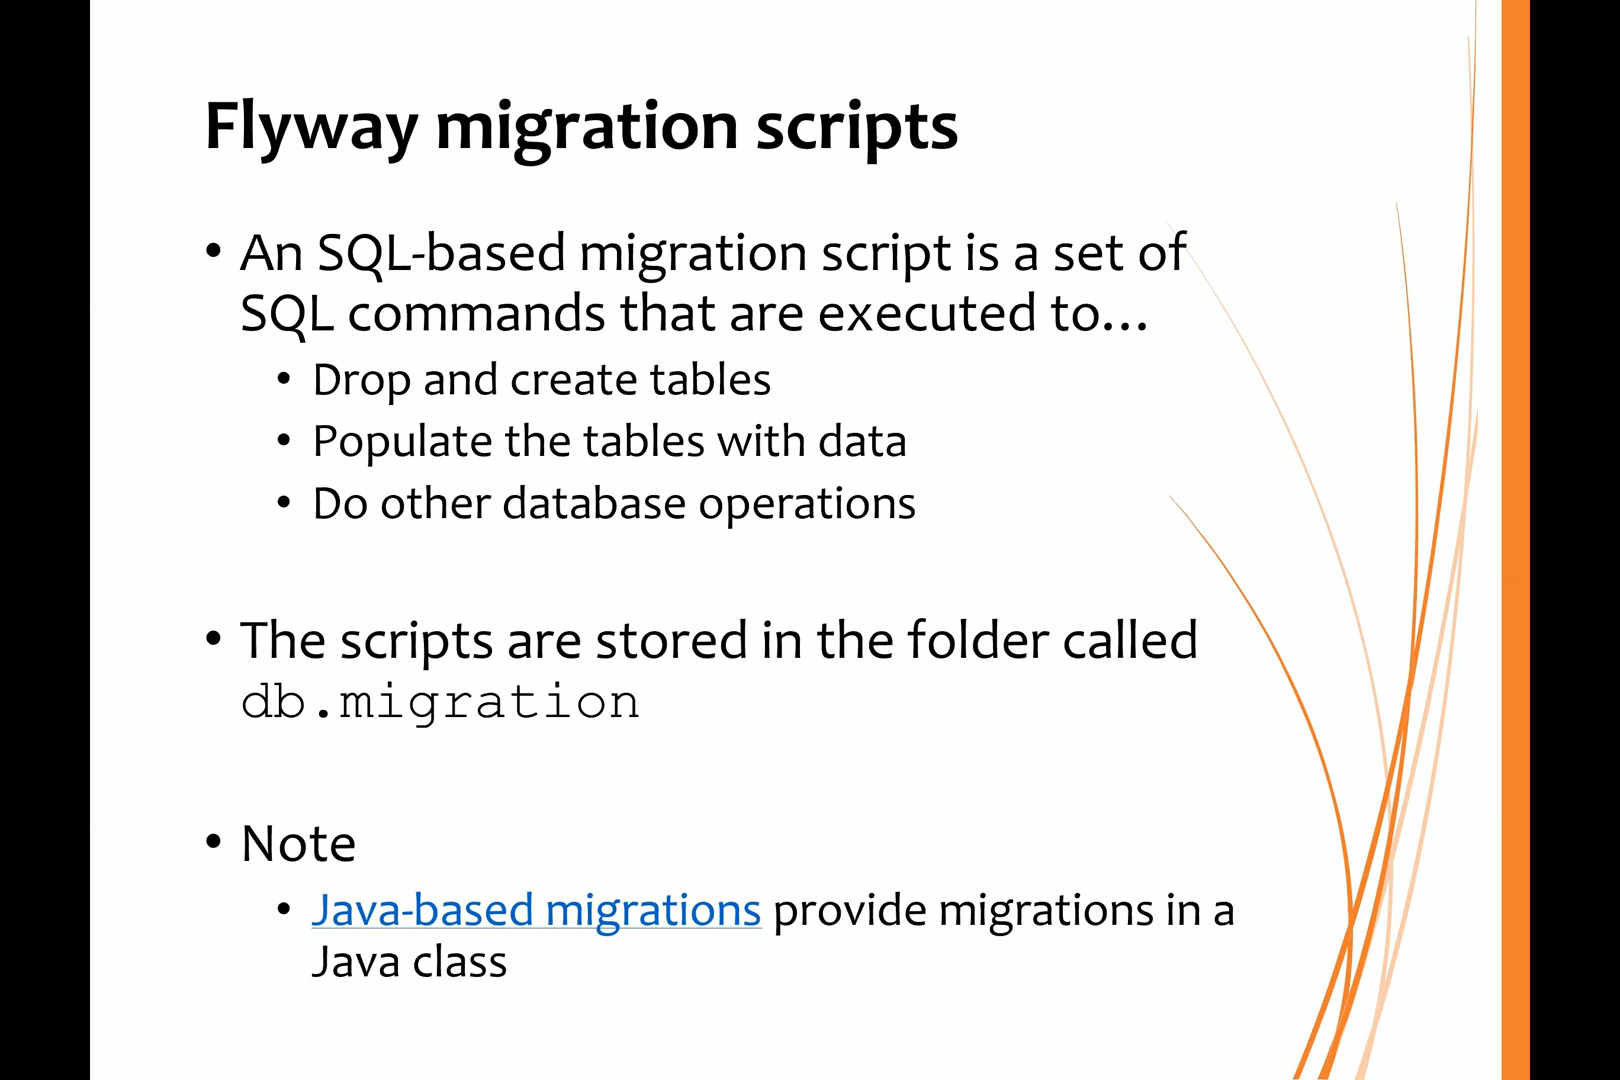 Flyway migration scripts
• An SQL-based migration script is a set of
SQL commands that are executed to…
• Drop and create tables
• Populate the tables with data
• Do other database operations
• The scripts are stored in the folder called
db.migration
• Note
• Java-based migrations provide migrations in a
Java class